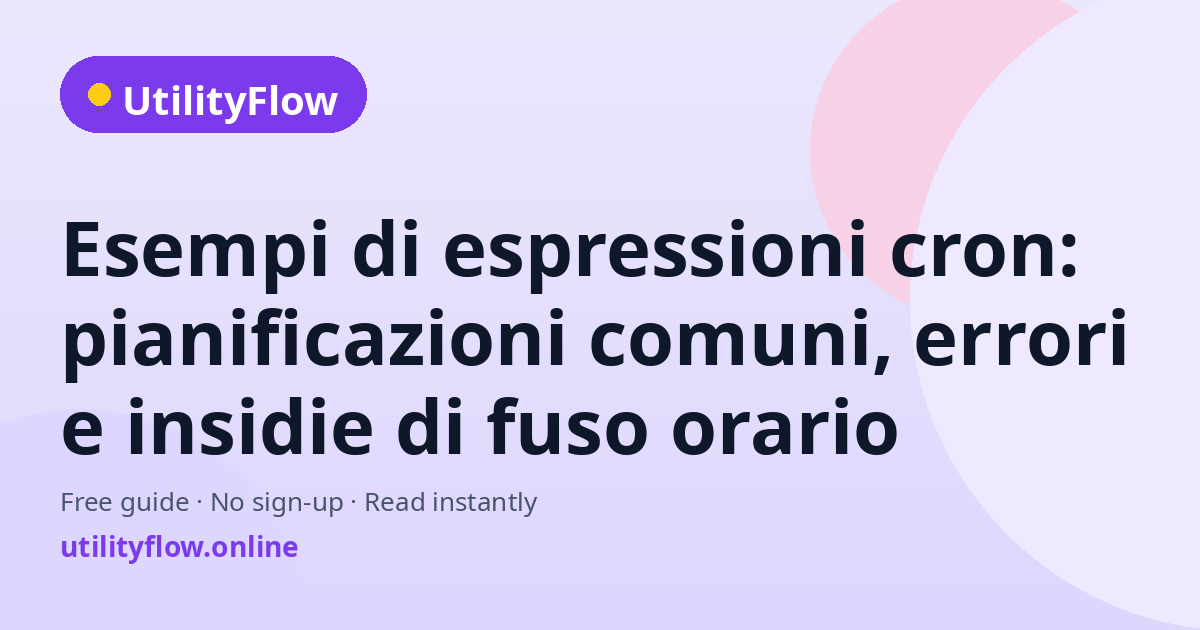 UtilityFlow
Esempi di espressioni cron:
pianificazioni comuni, errori
e insidie di fuso orario
Free guide · No sign-up · Read instantly
utilityflow.online